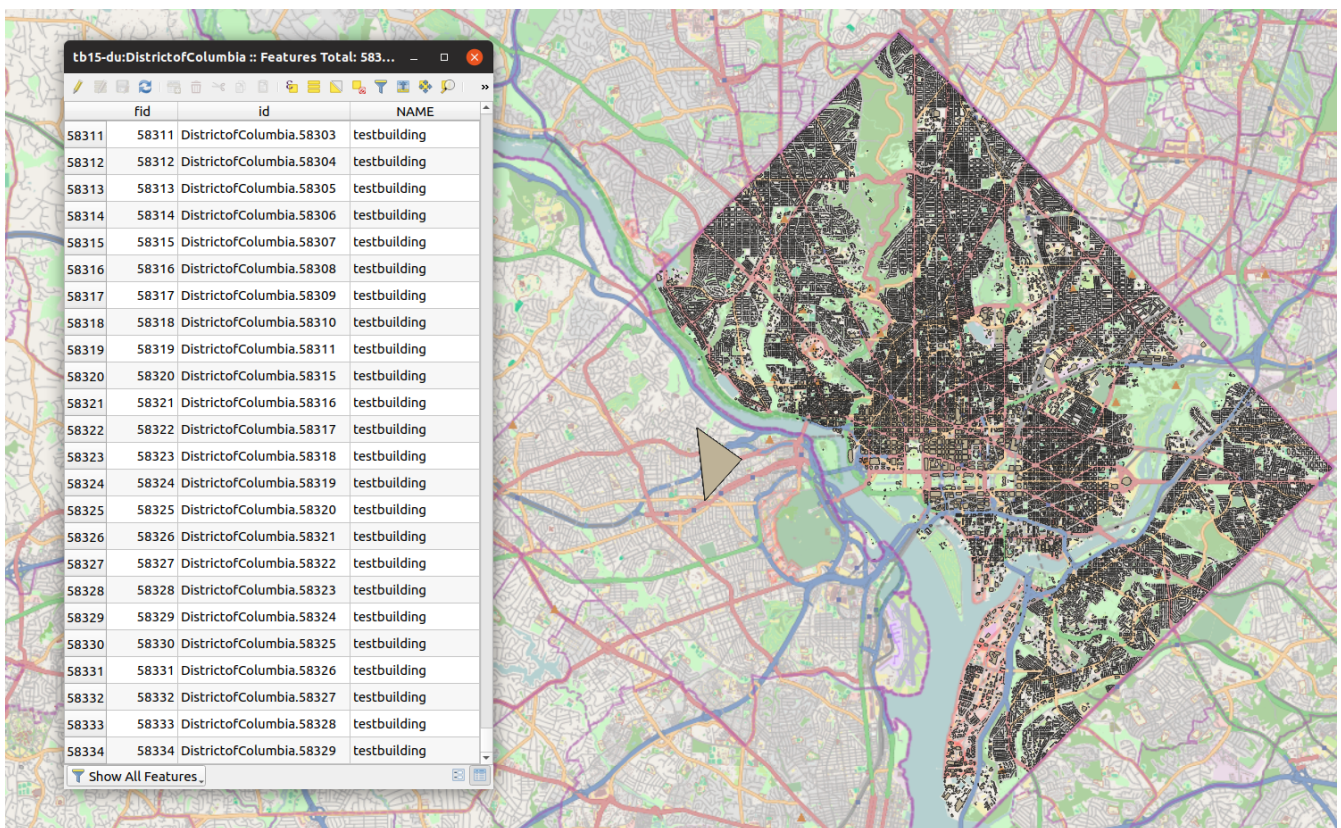 tb15-du:DistrictofColumbia :: Features Total: 583...
fid id NAME
58311 58311 DistrictofColumbia.58303 testbuilding
58312 58312 DistrictofColumbia.58304 testbuilding
58313 58313 DistrictofColumbia.58305 testbuilding
58314 58314 DistrictofColumbia.58306 testbuilding
58315 58315 DistrictofColumbia.58307 testbuilding
58316 58316 DistrictofColumbia.58308 testbuilding
58317 58317 DistrictofColumbia.58309 testbuilding
58318 58318 DistrictofColumbia.58310 testbuilding
58319 58319 DistrictofColumbia.58311 testbuilding
58320 58320 DistrictofColumbia.58315 testbuilding
58321 58321 DistrictofColumbia.58316 testbuilding
58322 58322 DistrictofColumbia.58317 testbuilding
58323 58323 DistrictofColumbia.58318 testbuilding
58324 58324 DistrictofColumbia.58319 testbuilding
58325 58325 DistrictofColumbia.58320 testbuilding
58326 58326 DistrictofColumbia.58321 testbuilding
58327 58327 DistrictofColumbia.58322 testbuilding
58328 58328 DistrictofColumbia.58323 testbuilding
58329 58329 DistrictofColumbia.58324 testbuilding
58330 58330 DistrictofColumbia.58325 testbuilding
58331 58331 DistrictofColumbia.58326 testbuilding
58332 58332 DistrictofColumbia.58327 testbuilding
58333 58333 DistrictofColumbia.58328 testbuilding
58334 58334 DistrictofColumbia.58329 testbuilding
Show All Features